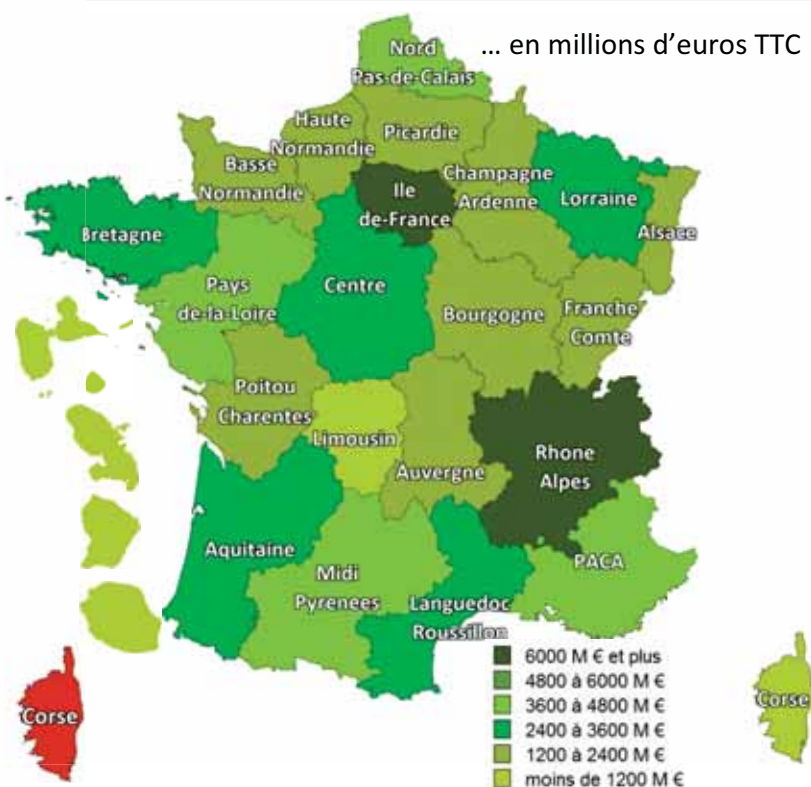 … en millions d’euros TTC
Nord
Pas-de-Calais
Haute
Normandie
Picardie
Basse
Normandie
Champagne
Ardenne
Ile
de-France
Lorraine
Alsace
Bretagne
Pays
de-la-Loire
Centre
Bourgogne
Franche
Comte
Poitou
Charentes
Limousin
Auvergne
Rhone
Alpes
Aquitaine
Midi
Pyrenees
Languedoc
Roussillon
PACA
Corse
Corse
6000 M € et plus
4800 à 6000 M €
3600 à 4800 M €
2400 à 3600 M €
1200 à 2400 M €
moins de 1200 M €